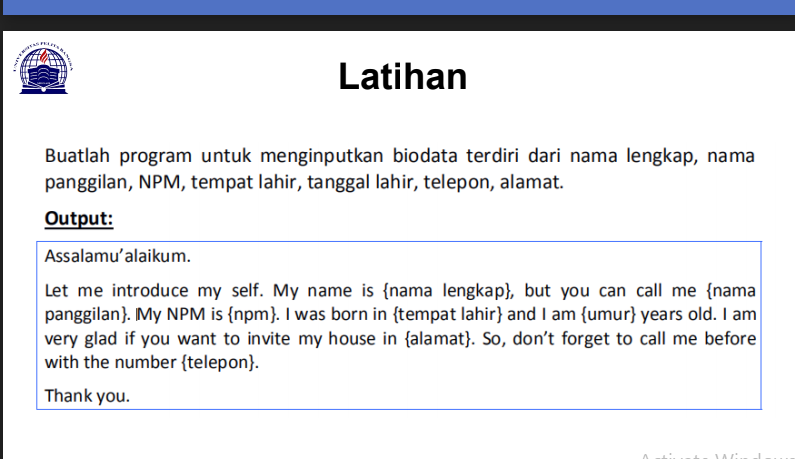 UNIVERSITAS PELITA BANGSA
Latihan
Buatlah program untuk menginputkan biodata terdiri dari nama lengkap, nama
panggilan, NPM, tempat lahir, tanggal lahir, telepon, alamat.
Output:
Assalamu’alaikum.
Let me introduce my self. My name is {nama lengkap}, but you can call me {nama
panggilan}. My NPM is {npm}. I was born in {tempat lahir} and I am {umur} years old. I am
very glad if you want to invite my house in {alamat}. So, don’t forget to call me before
with the number {telepon}.
Thank you.